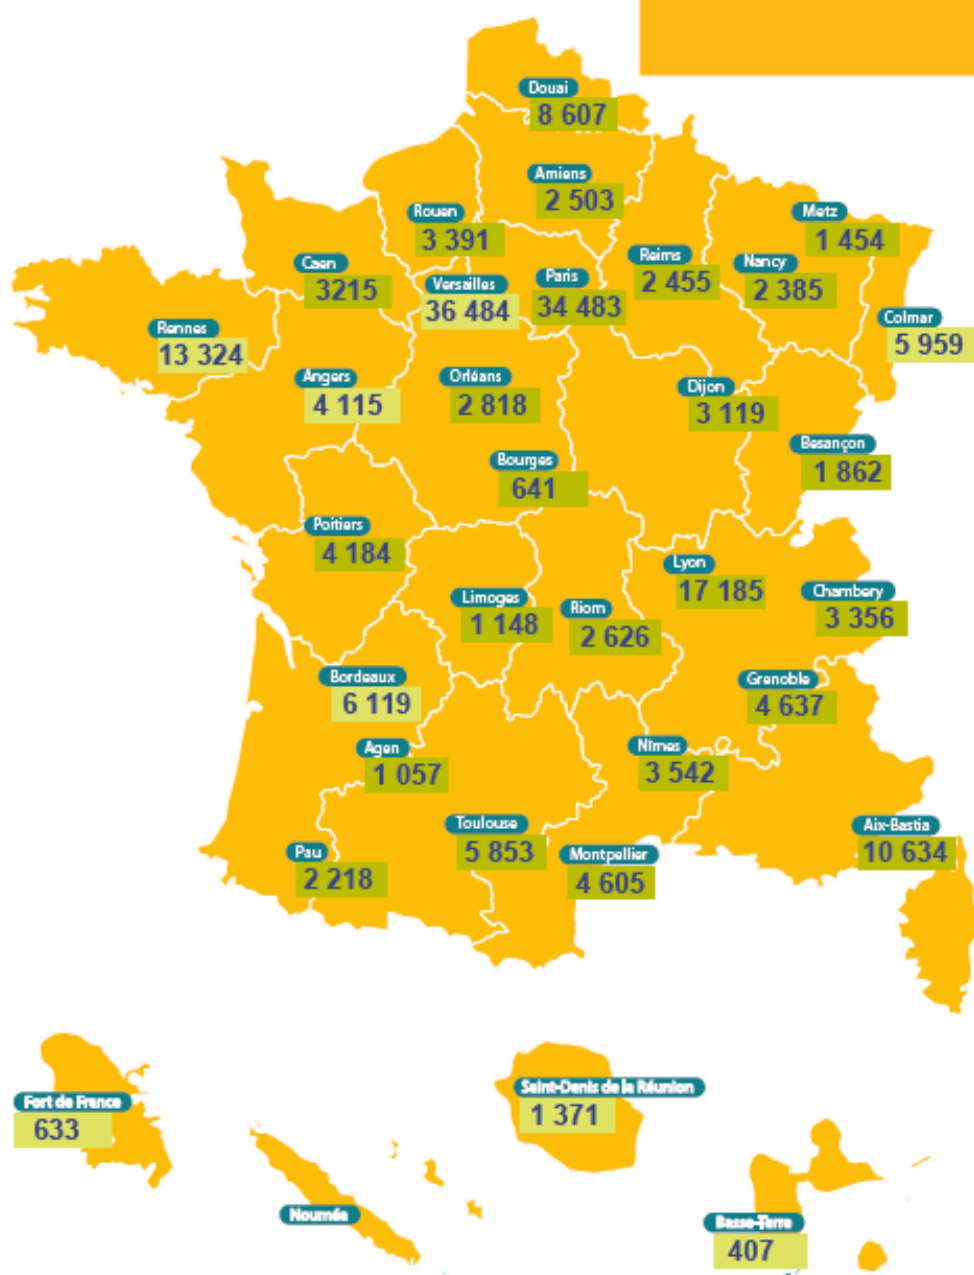 Douai
8 607
Amiens
2 503
Rouen
3 391
Metz
1 454
Caen
3215
Versailles
36 484
Paris
34 483
Reims
2 455
Nancy
2 385
Colmar
5 959
Rennes
13 324
Angers
4 115
Orléans
2 818
Dijon
3 119
Besançon
1 862
Bourges
641
Poitiers
4 184
Lyon
17 185
Limoges
1 148
Riom
2 626
Chambery
3 356
Bordeaux
6 119
Grenoble
4 637
Agen
1 057
Nîmes
3 542
Toulouse
5 853
Pau
2 218
Montpellier
4 605
Aix-Bastia
10 634
Fort de France
633
Saint-Denis de la Réunion
1 371
Nouméa
Basse-Terre
407